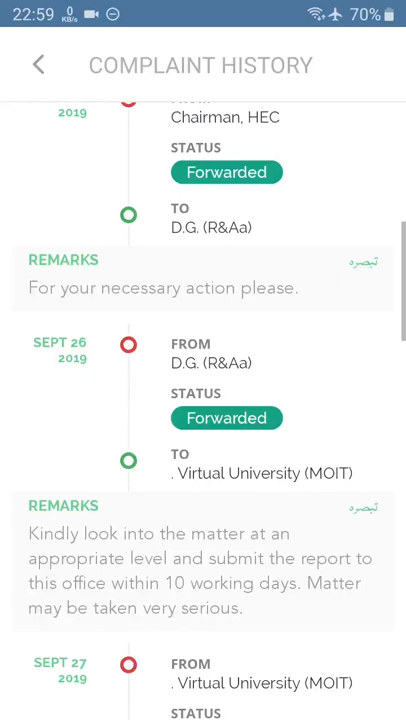 22:59
0
KB/s
70%
COMPLAINT HISTORY
2019
Chairman, HEC
STATUS
Forwarded
TO
D.G. (R&Aa)
REMARKS
تبصرہ
For your necessary action please.
SEPT 26
2019
FROM
D.G. (R&Aa)
STATUS
Forwarded
TO
. Virtual University (MOIT)
REMARKS
تبصرہ
Kindly look into the matter at an
appropriate level and submit the report to
this office within 10 working days. Matter
may be taken very serious.
SEPT 27
2019
FROM
. Virtual University (MOIT)
STATUS